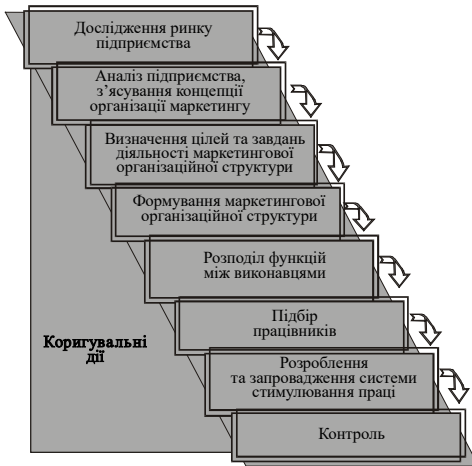 Дослідження ринку
підприємства
Аналіз підприємства,
з’ясування концепції
організації маркетингу
Визначення цілей та завдань
діяльності маркетингової
організаційної структури
Формування маркетингової
організаційної структури
Розподіл функцій
між виконавцями
Підбір
працівників
Коригувальні
дії
Розроблення
та запровадження системи
стимулювання праці
Контроль